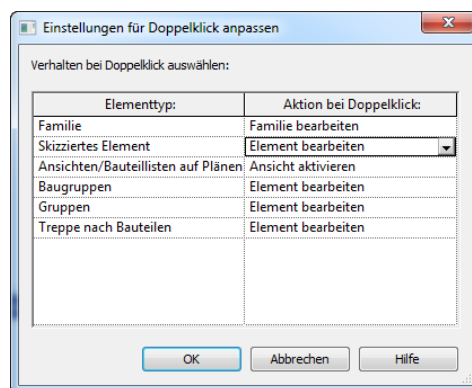 Einstellungen für Doppelklick anpassen
Verhalten bei Doppelklick auswählen:
Elementtyp: Aktion bei Doppelklick:
Familie Familie bearbeiten
Skizziertes Element Element bearbeiten
Ansichten/Bauteillisten auf Plänen Ansicht aktivieren
Baugruppen Element bearbeiten
Gruppen Element bearbeiten
Treppe nach Bauteilen Element bearbeiten
OK Abbrechen Hilfe